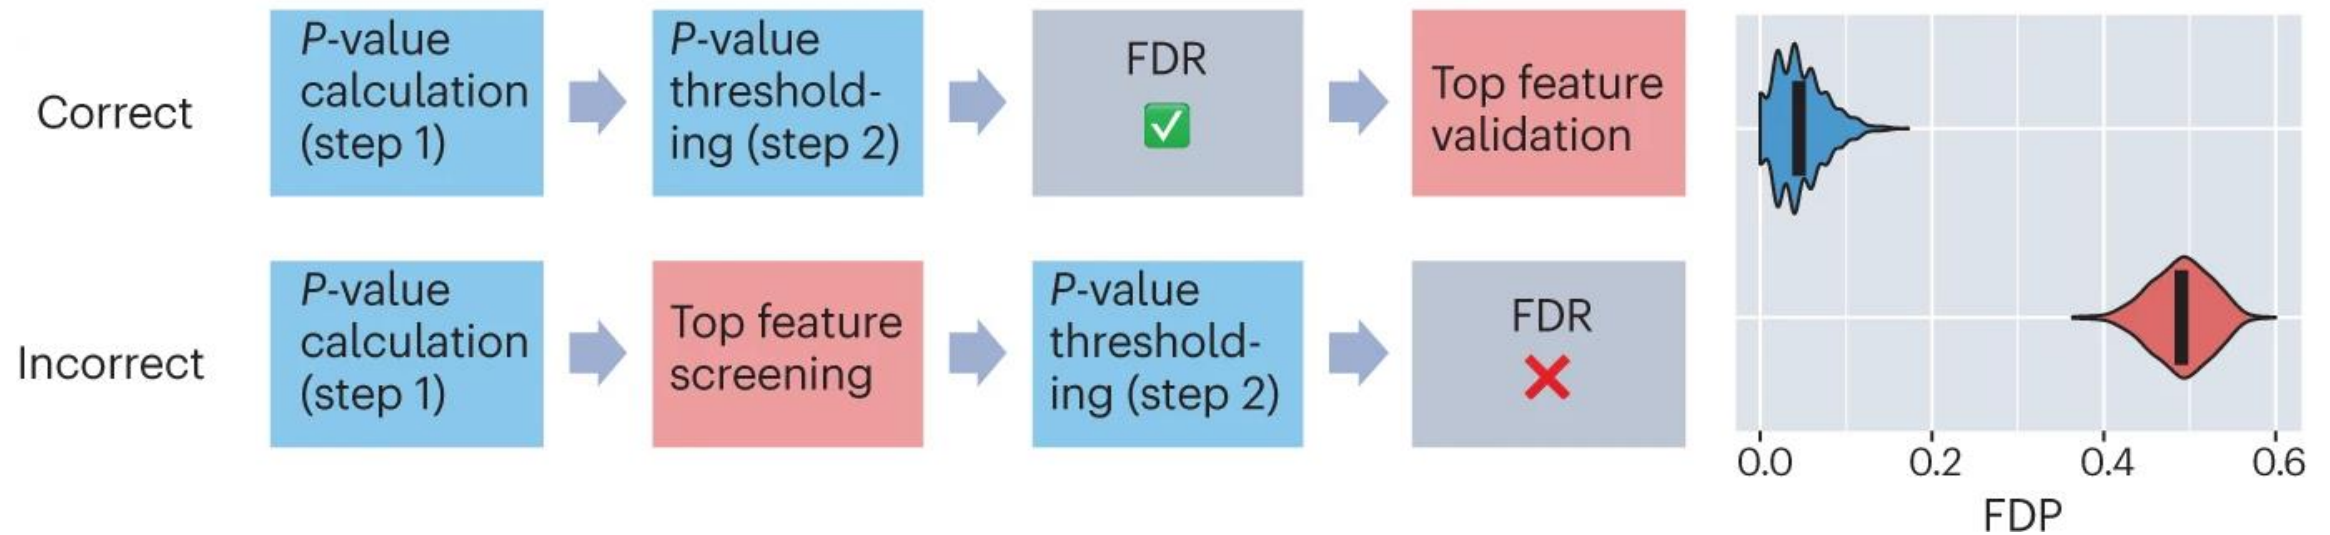 Correct
P-value
calculation
(step 1)
P-value
threshold-
ing (step 2)
FDR
Top feature
validation
Incorrect
P-value
calculation
(step 1)
Top feature
screening
P-value
threshold-
ing (step 2)
FDR
0.0 0.2 0.4 0.6
FDP